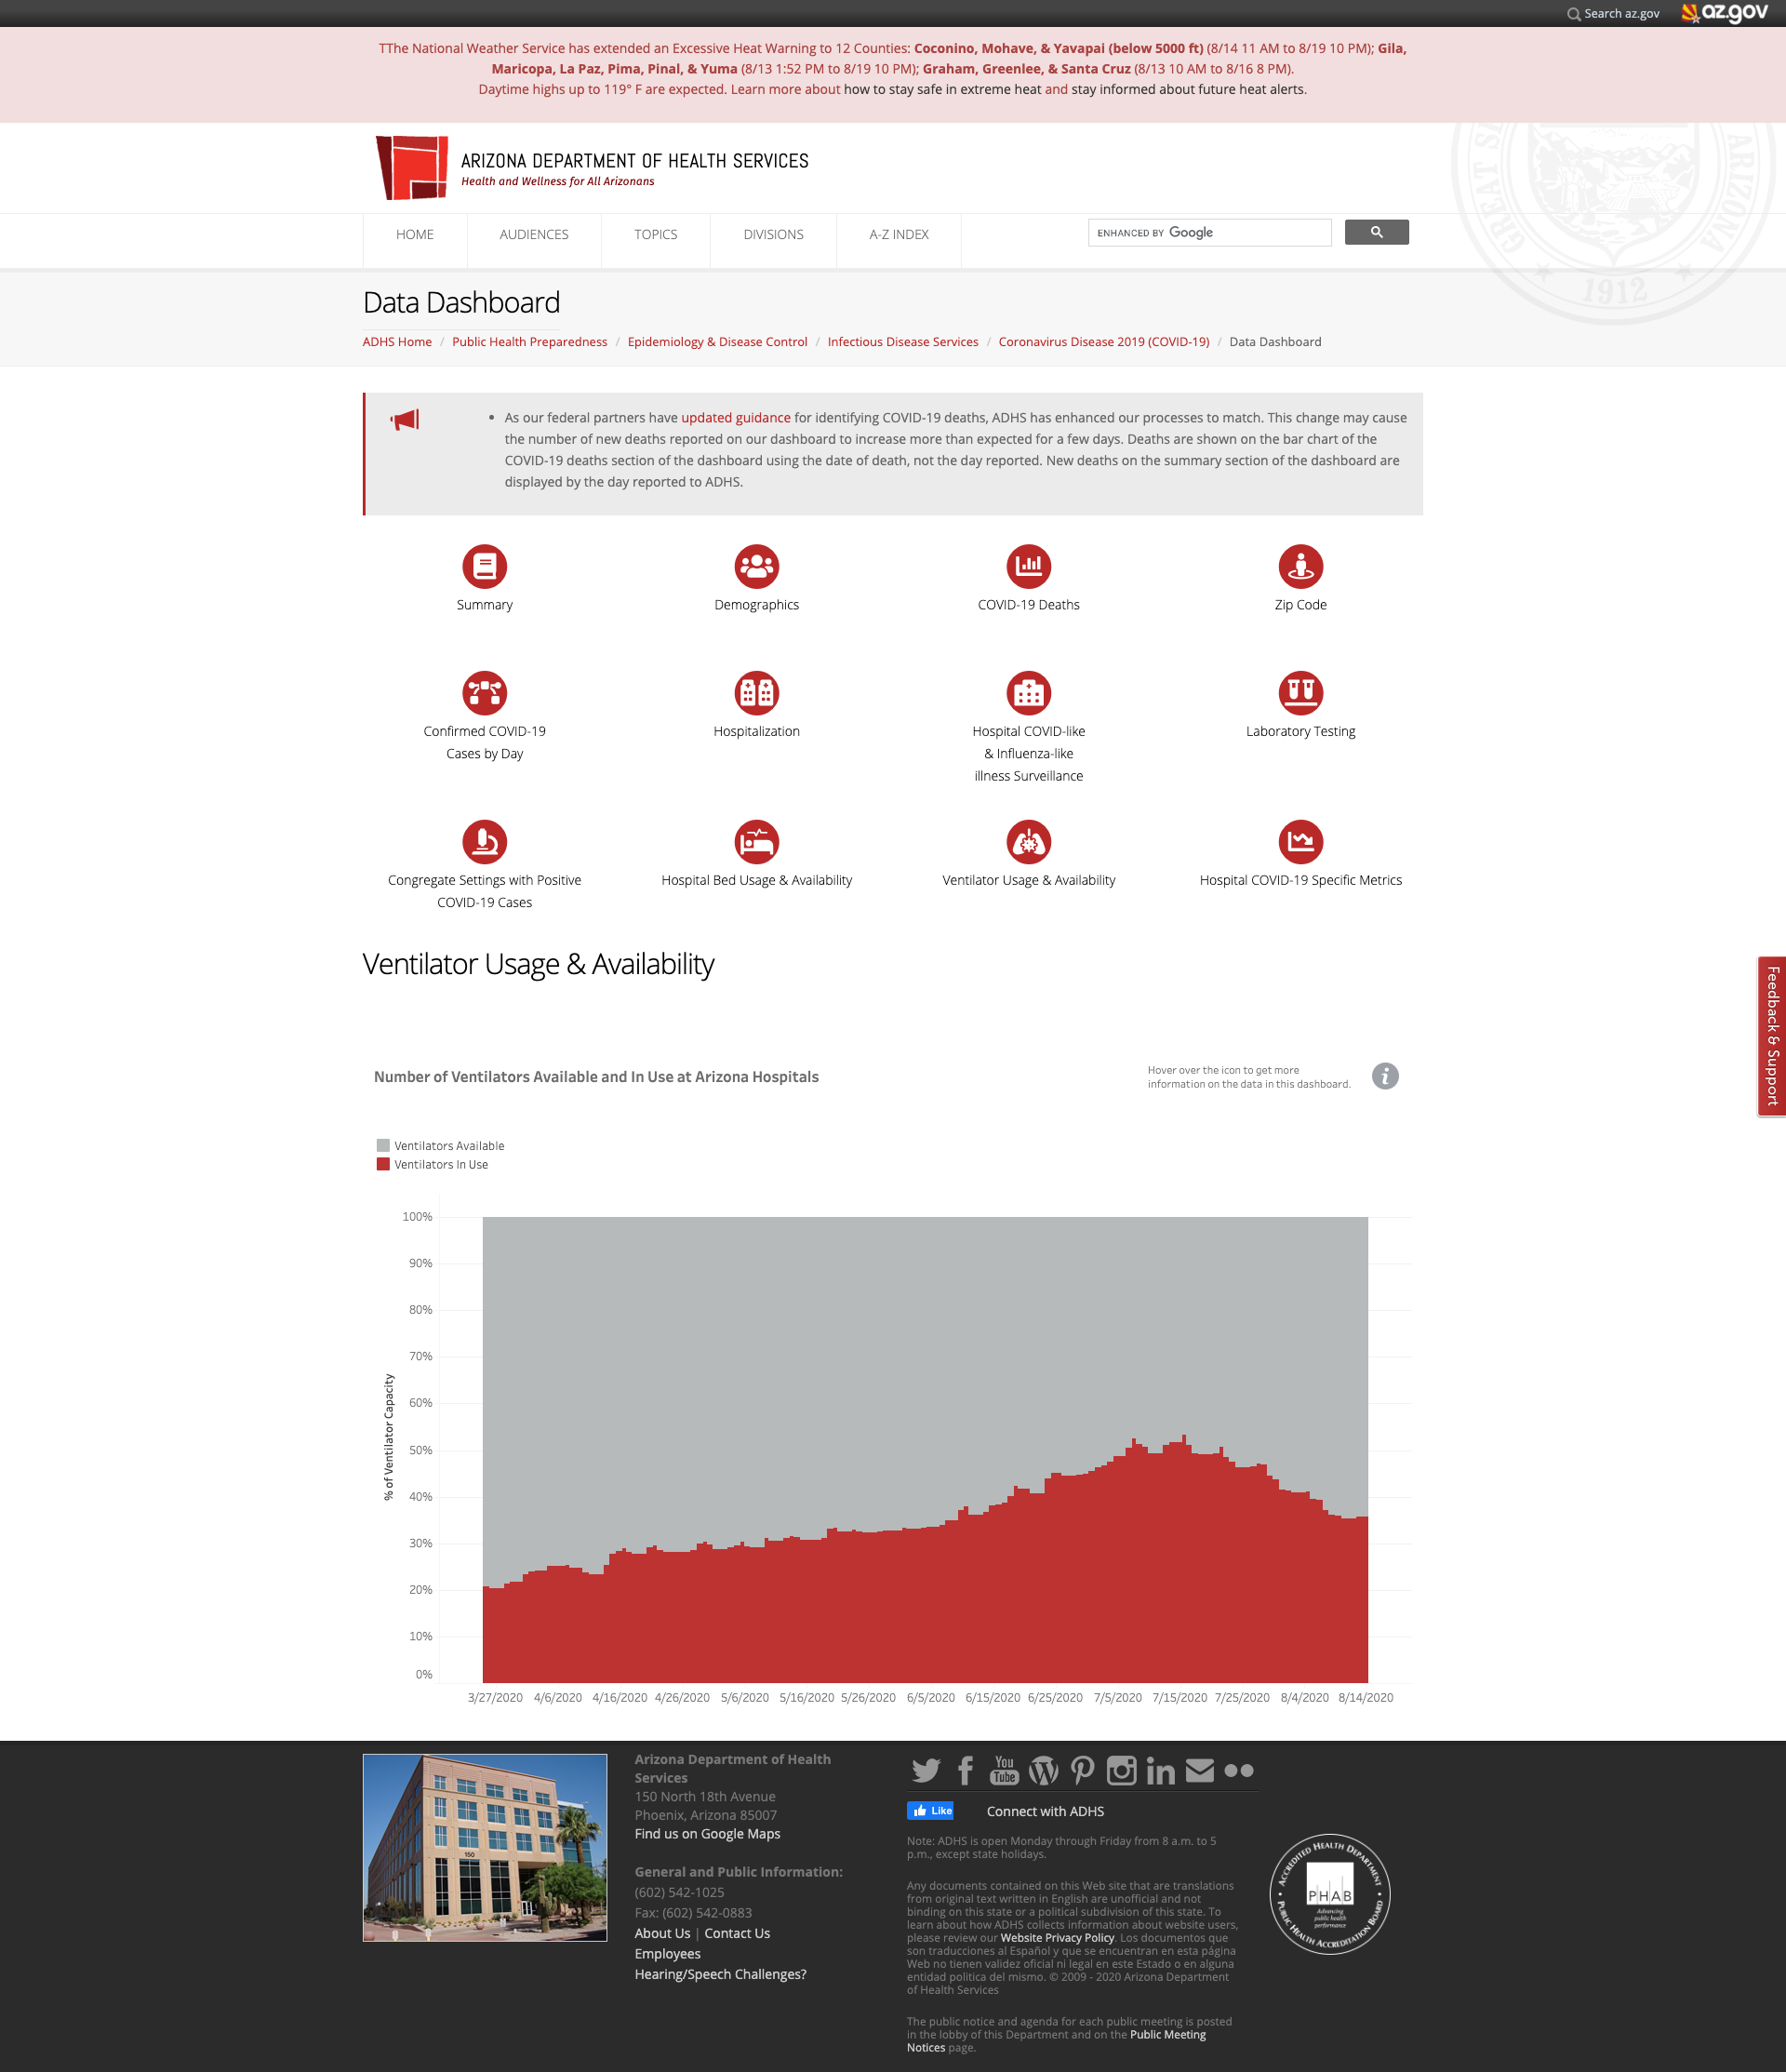 Search az.gov
az.gov
TThe National Weather Service has extended an Excessive Heat Warning to 12 Counties: Coconino, Mohave, & Yavapai (below 5000 ft) (8/14 11 AM to 8/19 10 PM); Gila,
Maricopa, La Paz, Pima, Pinal, & Yuma (8/13 1:52 PM to 8/19 10 PM); Graham, Greenlee, & Santa Cruz (8/13 10 AM to 8/16 8 PM).
Daytime highs up to 119° F are expected. Learn more about how to stay safe in extreme heat and stay informed about future heat alerts.
ARIZONA DEPARTMENT OF HEALTH SERVICES
Health and Wellness for All Arizonans
GREAT S
ARIZONA
1912
HOME
AUDIENCES
TOPICS
DIVISIONS
A-Z INDEX
ENHANCED BY Google
Data Dashboard
ADHS Home / Public Health Preparedness / Epidemiology & Disease Control / Infectious Disease Services / Coronavirus Disease 2019 (COVID-19) / Data Dashboard
• As our federal partners have updated guidance for identifying COVID-19 deaths, ADHS has enhanced our processes to match. This change may cause
the number of new deaths reported on our dashboard to increase more than expected for a few days. Deaths are shown on the bar chart of the
COVID-19 deaths section of the dashboard using the date of death, not the day reported. New deaths on the summary section of the dashboard are
displayed by the day reported to ADHS.
Summary
Demographics
COVID-19 Deaths
Zip Code
Confirmed COVID-19
Cases by Day
Hospitalization
Hospital COVID-like
& Influenza-like
illness Surveillance
Laboratory Testing
Congregate Settings with Positive
COVID-19 Cases
Hospital Bed Usage & Availability
Ventilator Usage & Availability
Hospital COVID-19 Specific Metrics
Ventilator Usage & Availability
Feedback & Support
Number of Ventilators Available and In Use at Arizona Hospitals
Hover over the icon to get more
information on the data in this dashboard.
i
Ventilators Available
Ventilators In Use
% of Ventilator Capacity
100%
90%
80%
70%
60%
50%
40%
30%
20%
10%
0%
3/27/2020 4/6/2020 4/16/2020 4/26/2020 5/6/2020 5/16/2020 5/26/2020 6/5/2020 6/15/2020 6/25/2020 7/5/2020 7/15/2020 7/25/2020 8/4/2020 8/14/2020
150
Arizona Department of Health
Services
150 North 18th Avenue
Phoenix, Arizona 85007
Find us on Google Maps
General and Public Information:
(602) 542-1025
Fax: (602) 542-0883
About Us | Contact Us
Employees
Hearing/Speech Challenges?
You
Tube
in
Like
Connect with ADHS
Note: ADHS is open Monday through Friday from 8 a.m. to 5
p.m., except state holidays.
Any documents contained on this Web site that are translations
from original text written in English are unofficial and not
binding on this state or a political subdivision of this state. To
learn about how ADHS collects information about website users,
please review our Website Privacy Policy. Los documentos que
son traducciones al Español y que se encuentran en esta página
Web no tienen validez oficial ni legal en este Estado o en alguna
entidad politica del mismo. © 2009 - 2020 Arizona Department
of Health Services
The public notice and agenda for each public meeting is posted
in the lobby of this Department and on the Public Meeting
Notices page.
ACCREDITED HEALTH DEPARTMENT
PHAB
Advancing
public health
performance
PUBLIC HEALTH ACCREDITATION BOARD